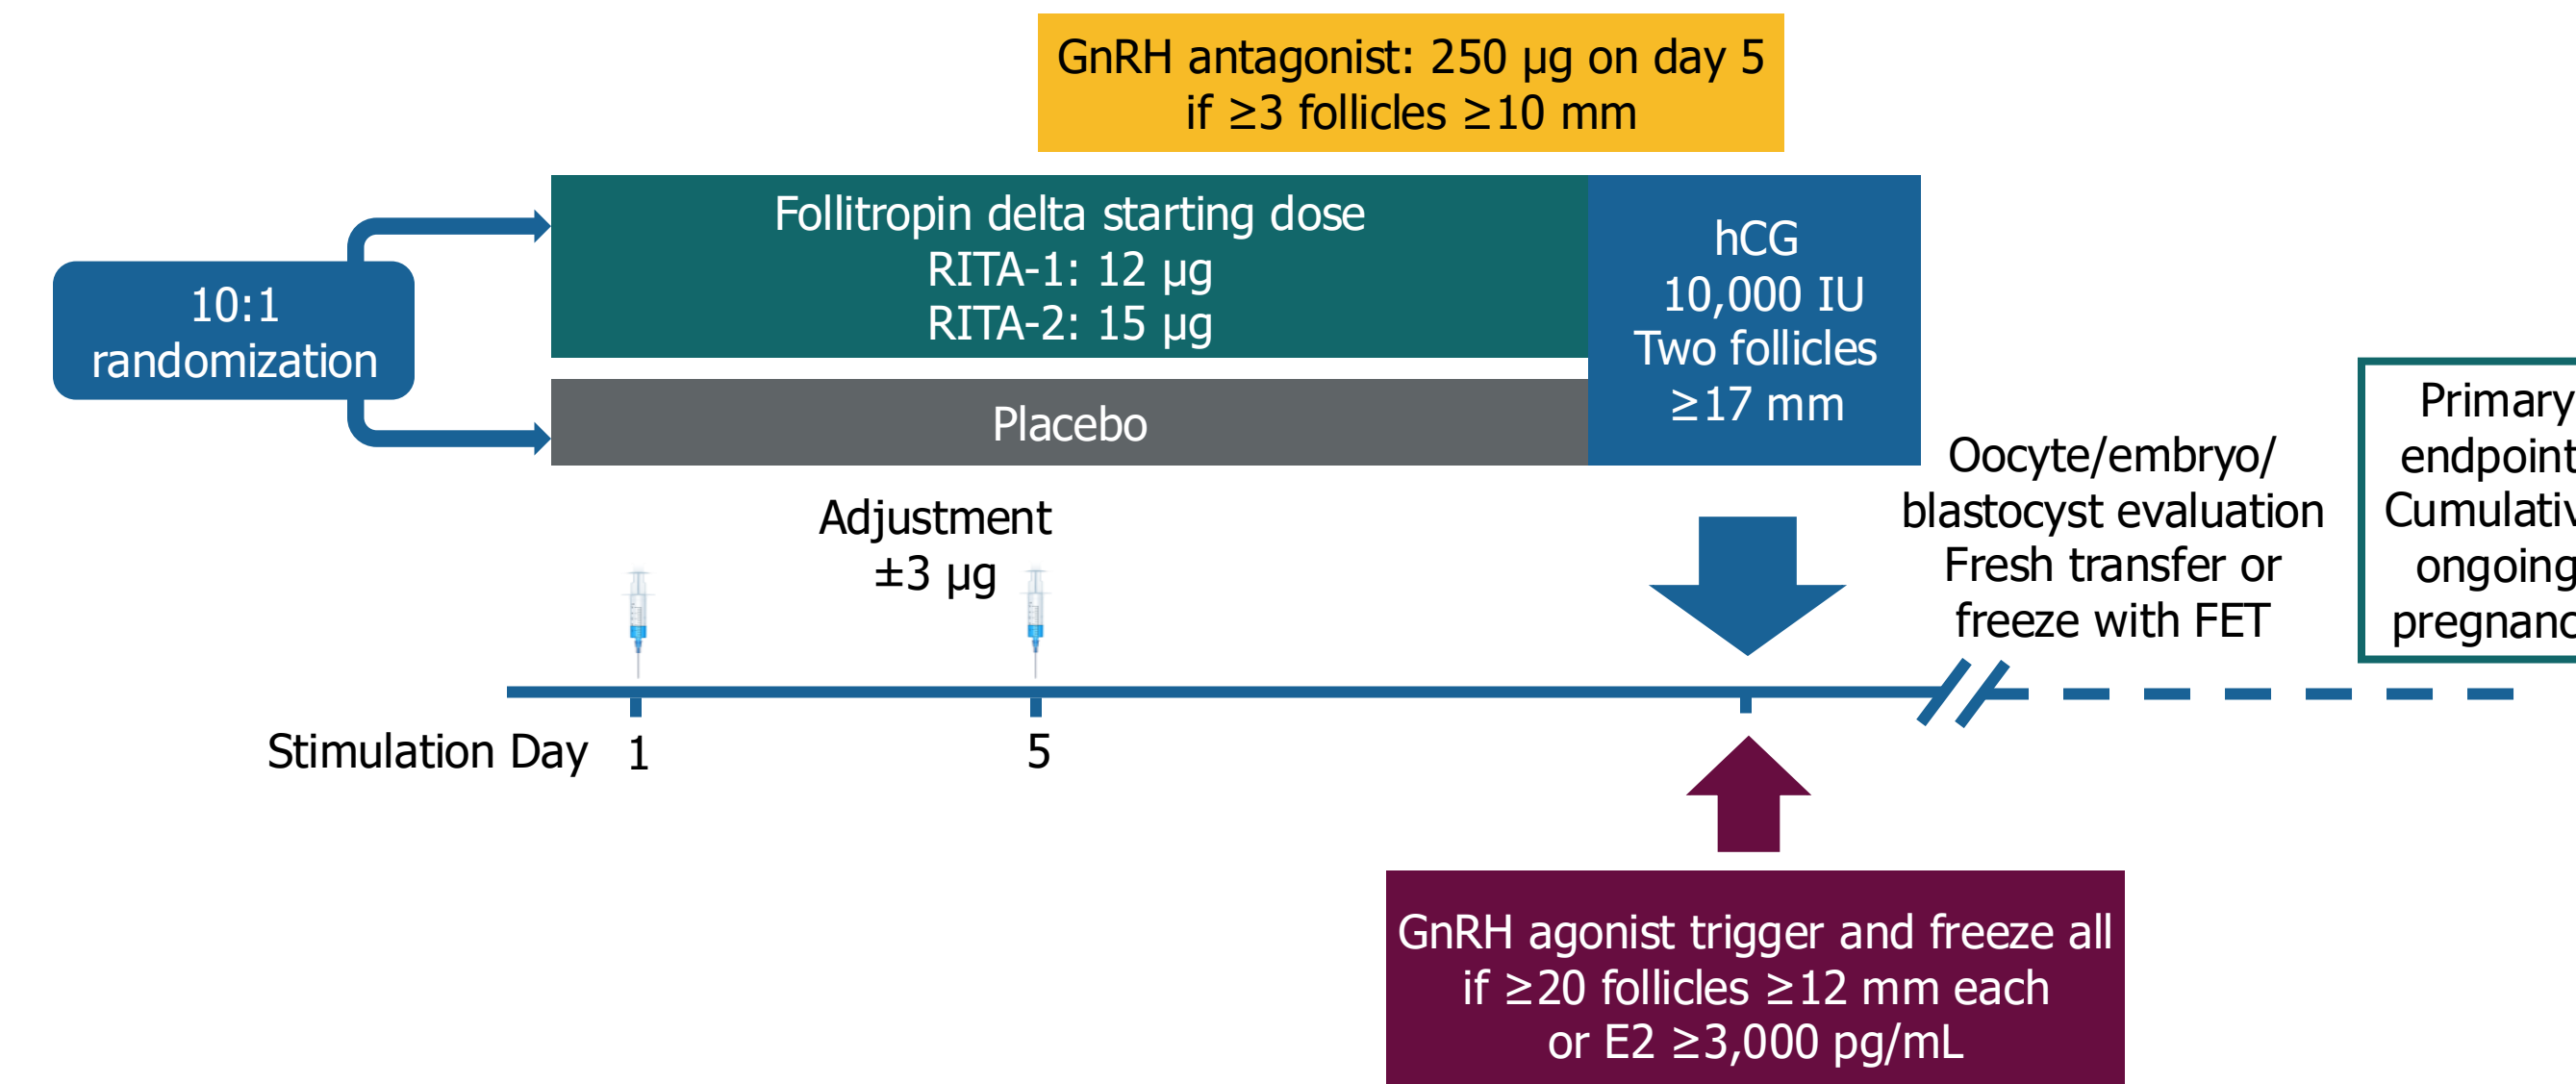 GnRH antagonist: 250 µg on day 5
if ≥3 follicles ≥10 mm
10:1
randomization
Follitropin delta starting dose
RITA-1: 12 µg
RITA-2: 15 µg
Placebo
hCG
10,000 IU
Two follicles
≥17 mm
Adjustment
±3 µg
Oocyte/embryo/
blastocyst evaluation
Fresh transfer or
freeze with FET
Primary
endpoint
ongoing
Stimulation Day 1 5
GnRH agonist trigger and freeze all
if ≥20 follicles ≥12 mm each
or E2 ≥3,000 pg/mL